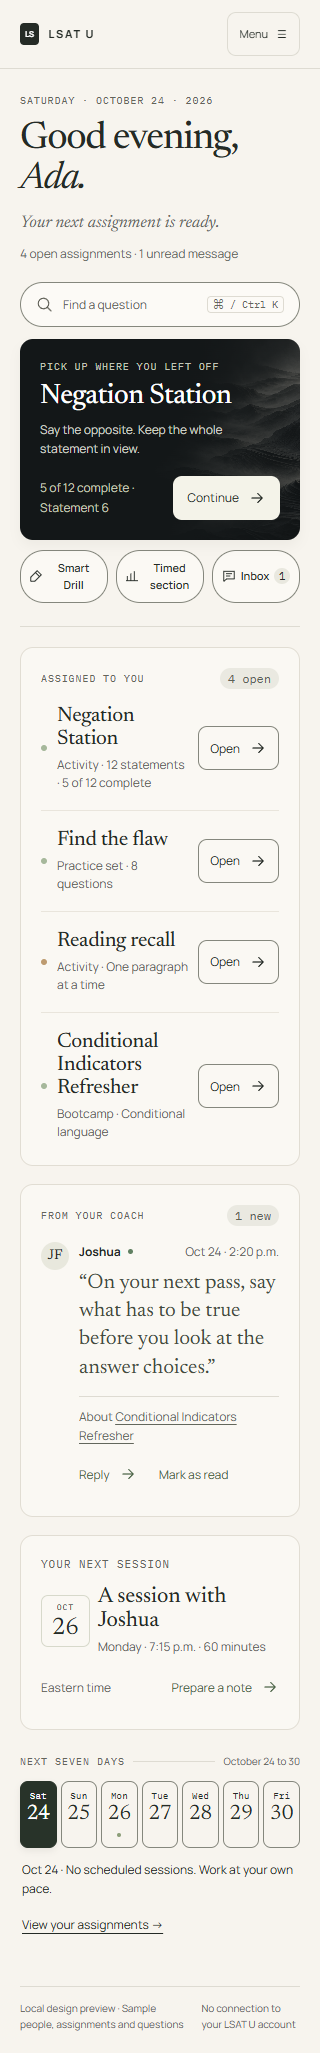 LS LSAT U
Menu ☰
SATURDAY · OCTOBER 24 · 2026
Good evening,
Ada.
Your next assignment is ready.
4 open assignments · 1 unread message
Find a question ⌘ / Ctrl K
PICK UP WHERE YOU LEFT OFF
Negation Station
Say the opposite. Keep the whole
statement in view.
5 of 12 complete ·
Statement 6
Continue →
Smart
Drill
Timed
section
Inbox 1
ASSIGNED TO YOU
4 open
Negation
Station
Activity · 12 statements
· 5 of 12 complete
Open →
Find the flaw
Practice set · 8
questions
Open →
Reading recall
Activity · One paragraph
at a time
Open →
Conditional
Indicators
Refresher
Bootcamp · Conditional
language
Open →
FROM YOUR COACH
1 new
JF Joshua Oct 24 · 2:20 p.m.
“On your next pass, say
what has to be true
before you look at the
answer choices.”
About Conditional Indicators
Refresher
Reply → Mark as read
YOUR NEXT SESSION
OCT
26
A session with
Joshua
Monday · 7:15 p.m. · 60 minutes
Eastern time Prepare a note →
NEXT SEVEN DAYS October 24 to 30
Sat Sun Mon Tue Wed Thu Fri
24 25 26 27 28 29 30
Oct 24 · No scheduled sessions. Work at your own
pace.
View your assignments →
Local design preview · Sample
people, assignments and questions
No connection to
your LSAT U account